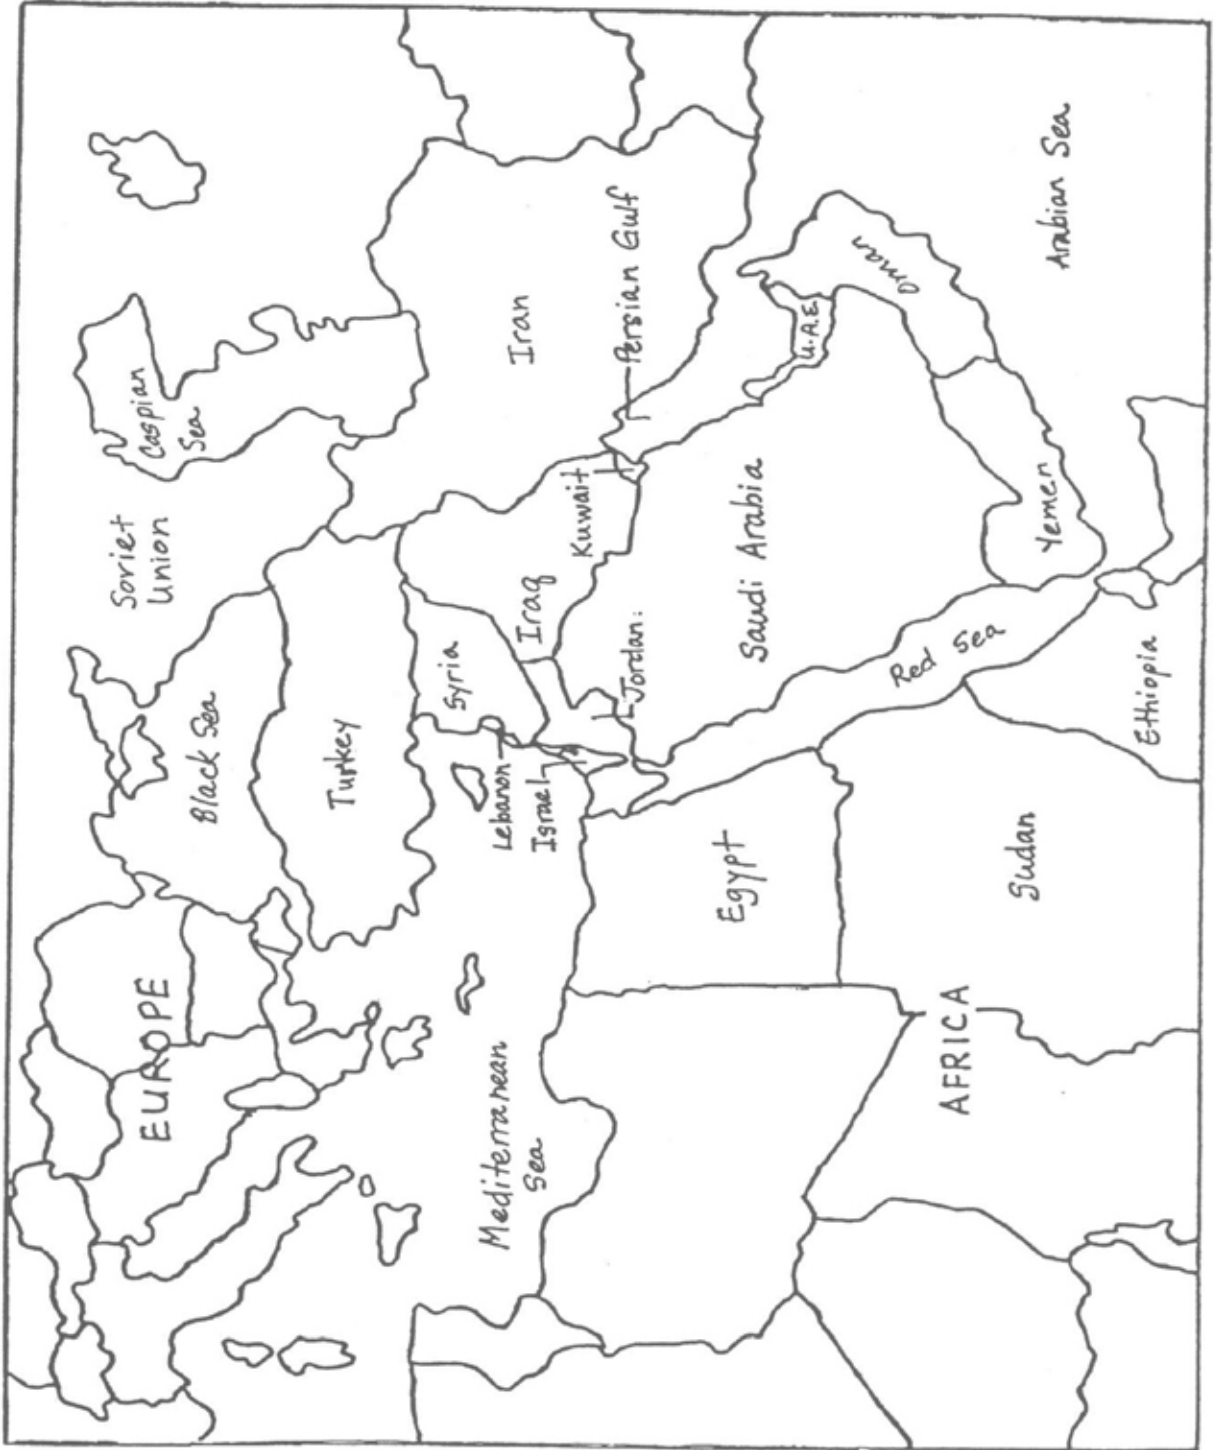 EUROPE
Soviet
Union
Caspian
Sea
Black Sea
Turkey
Iran
Syria
Lebanon
Israel
Iraq
Kuwait
Persian Gulf
Jordan.
Mediterranean
Sea
Egypt
Saudi Arabia
U.A.E
Oman
Red Sea
Yemen
Arabian Sea
AFRICA
Sudan
Ethiopia